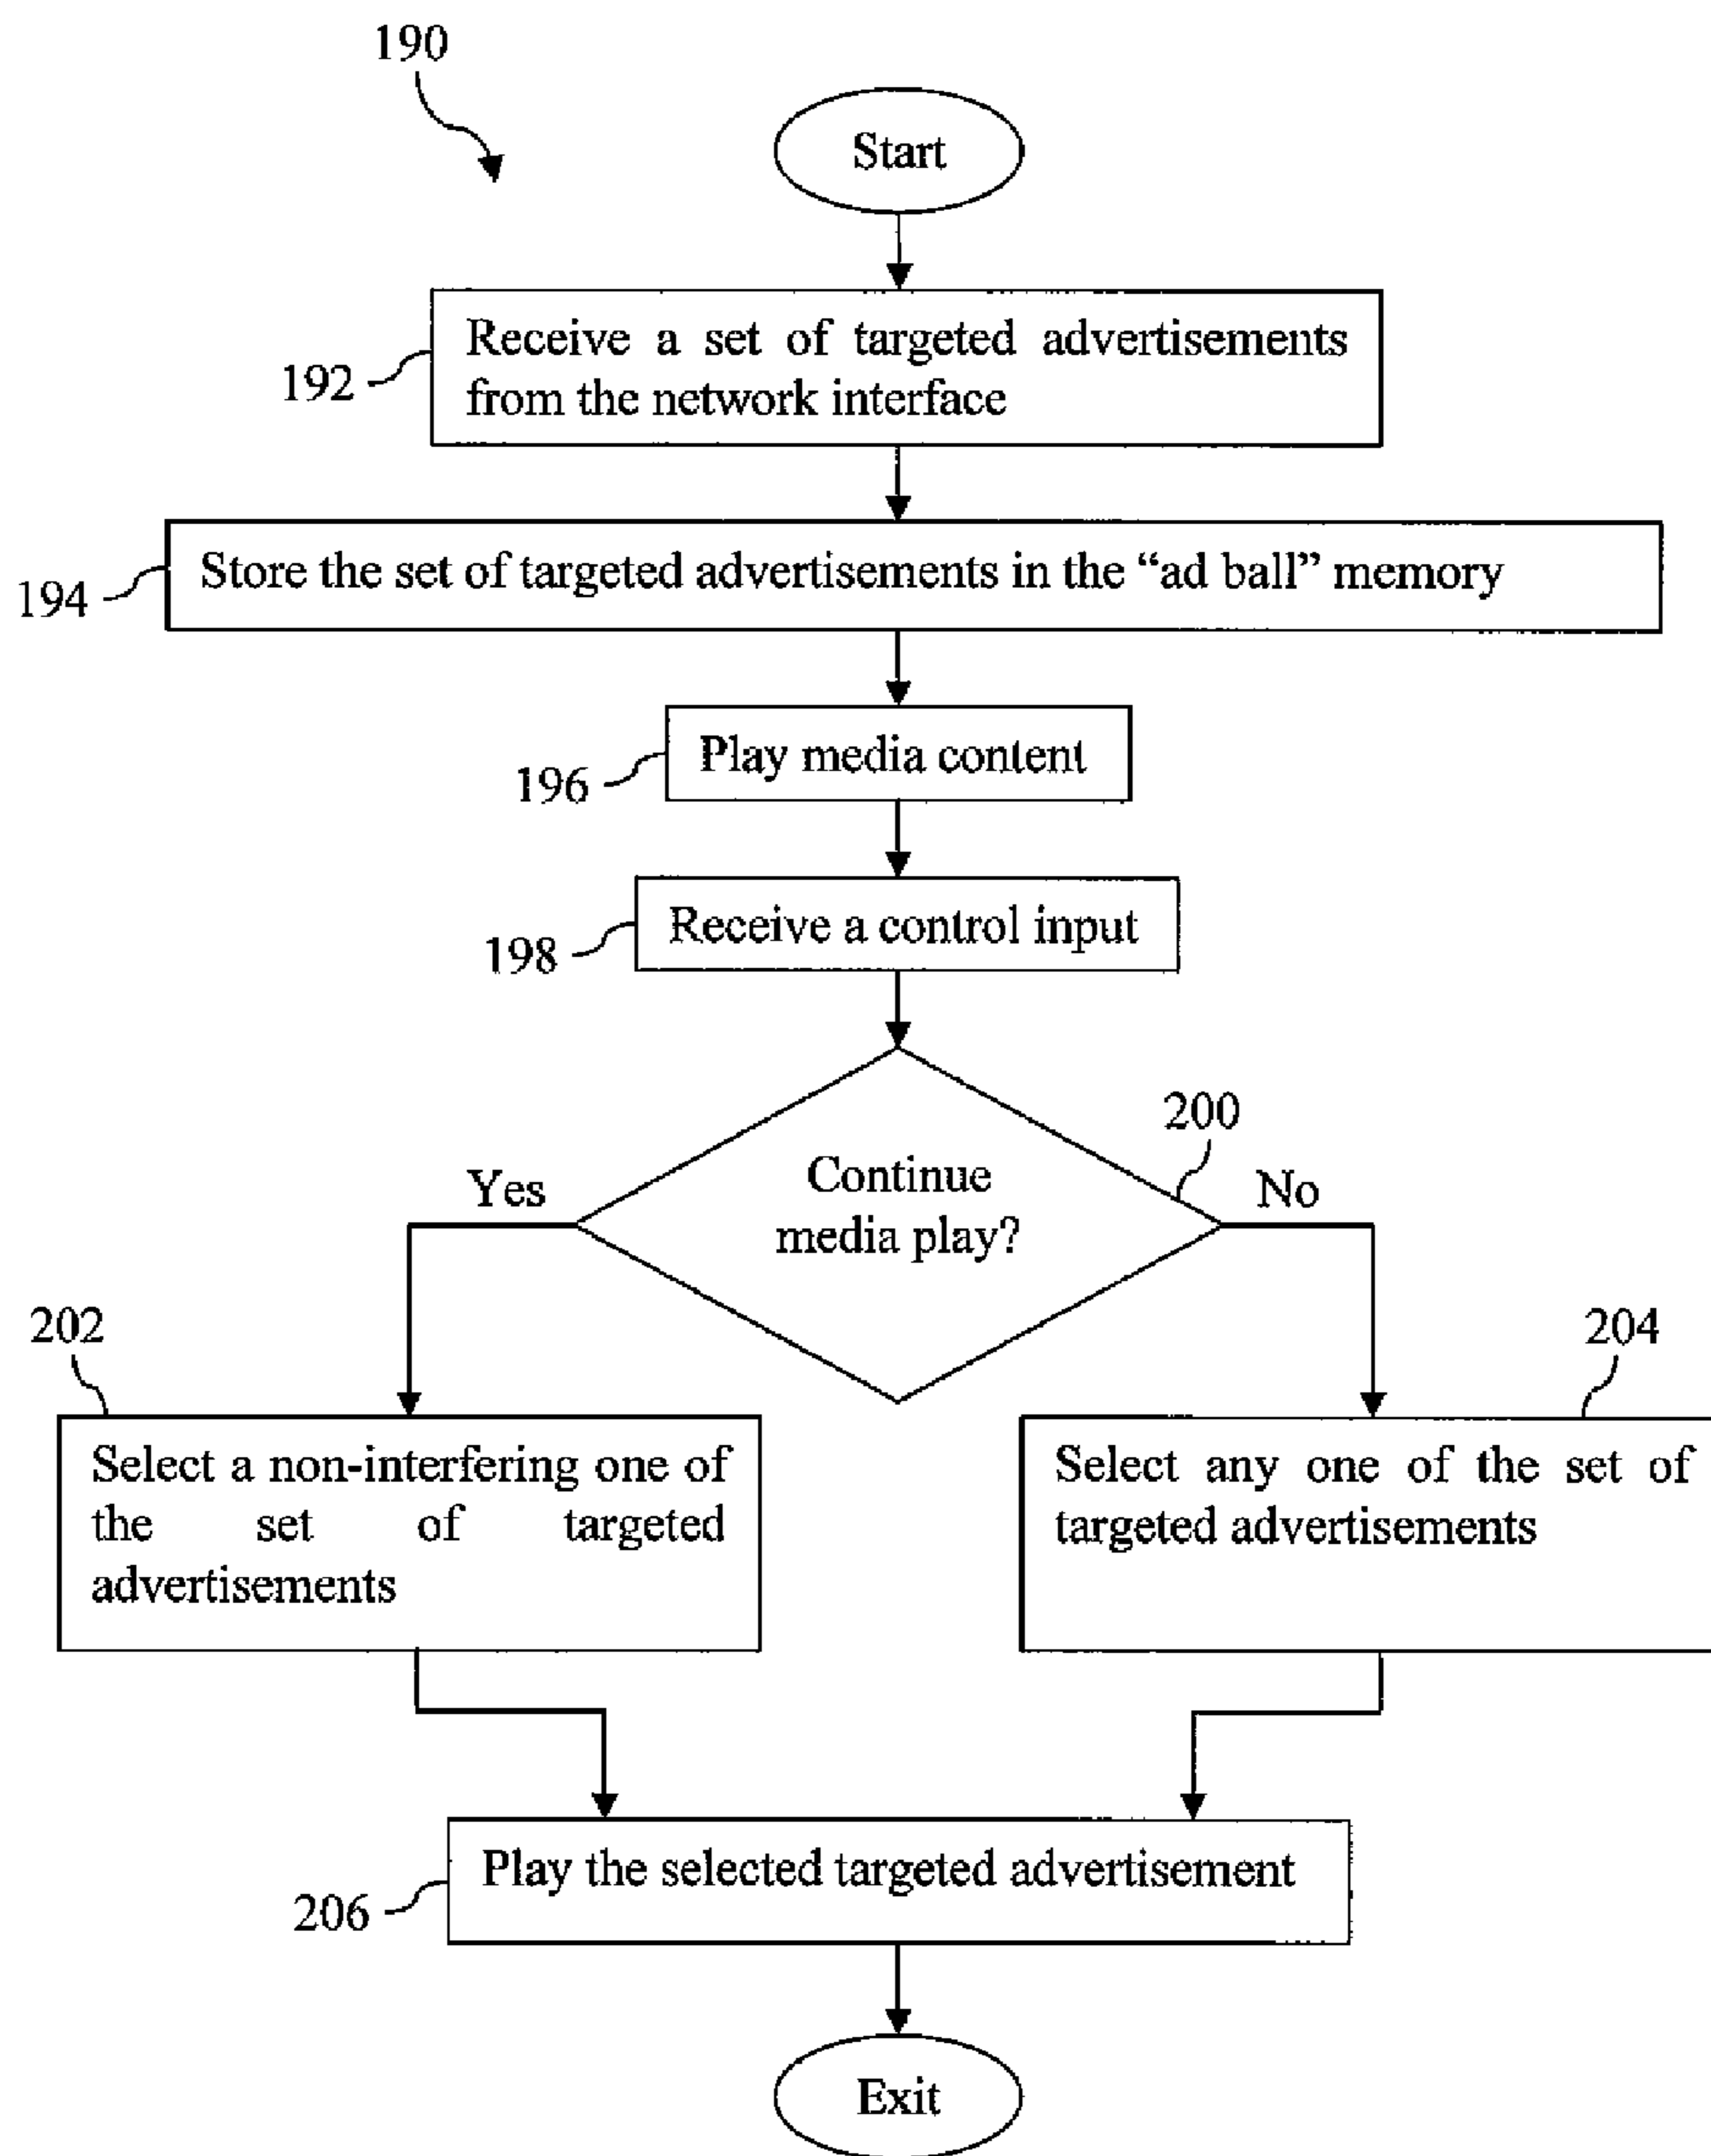 190
Start
192
Receive a set of targeted advertisements
from the network interface
194
Store the set of targeted advertisements in the “ad ball” memory
196
Play media content
198
Receive a control input
200
Continue
media play?
Yes
No
202
Select a non-interfering one of
the set of targeted
advertisements
204
Select any one of the set of
targeted advertisements
206
Play the selected targeted advertisement
Exit